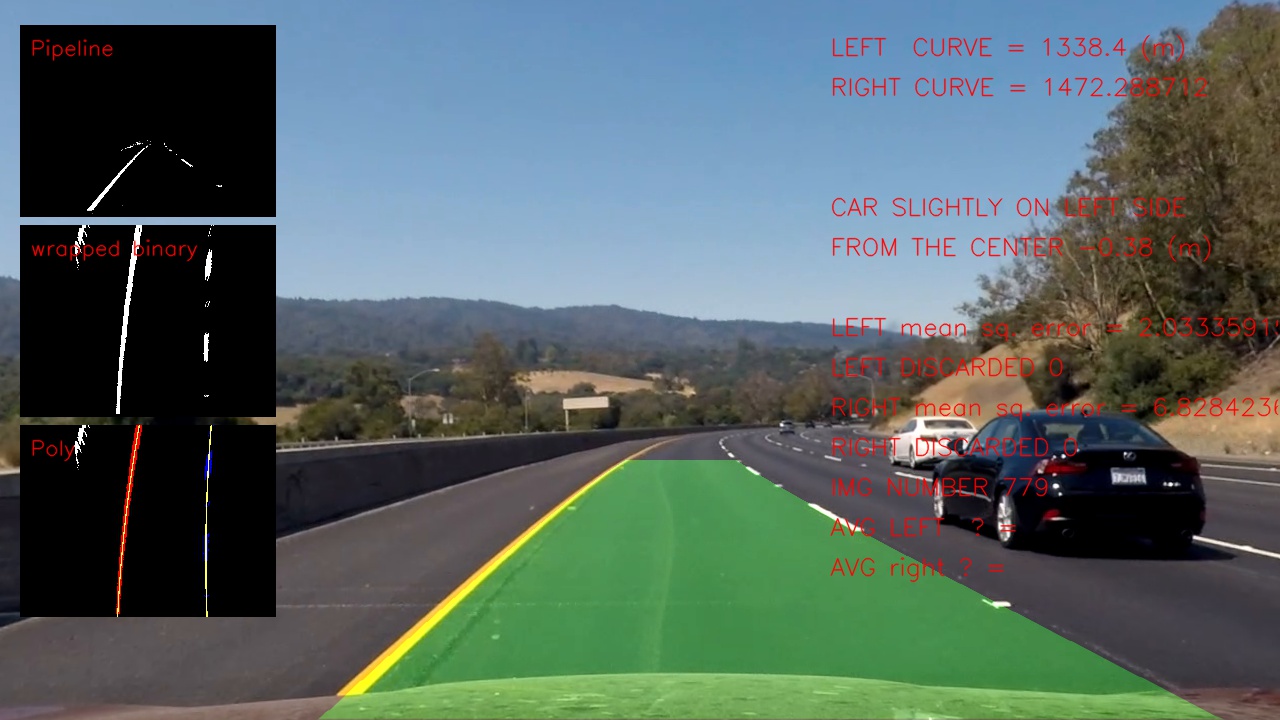 Pipeline
wrapped binary
Poly
LEFT CURVE = 1338.4 (m)
RIGHT CURVE = 1472.288712
CAR SLIGHTLY ON LEFT SIDE
FROM THE CENTER -0.38 (m)
LEFT mean sq. error = 2.0333591
LEFT DISCARDED 0
RIGHT mean sq. error = 6.828423
RIGHT DISCARDED 0
IMG NUMBER 779
AVG LEFT ? =
AVG right ? =